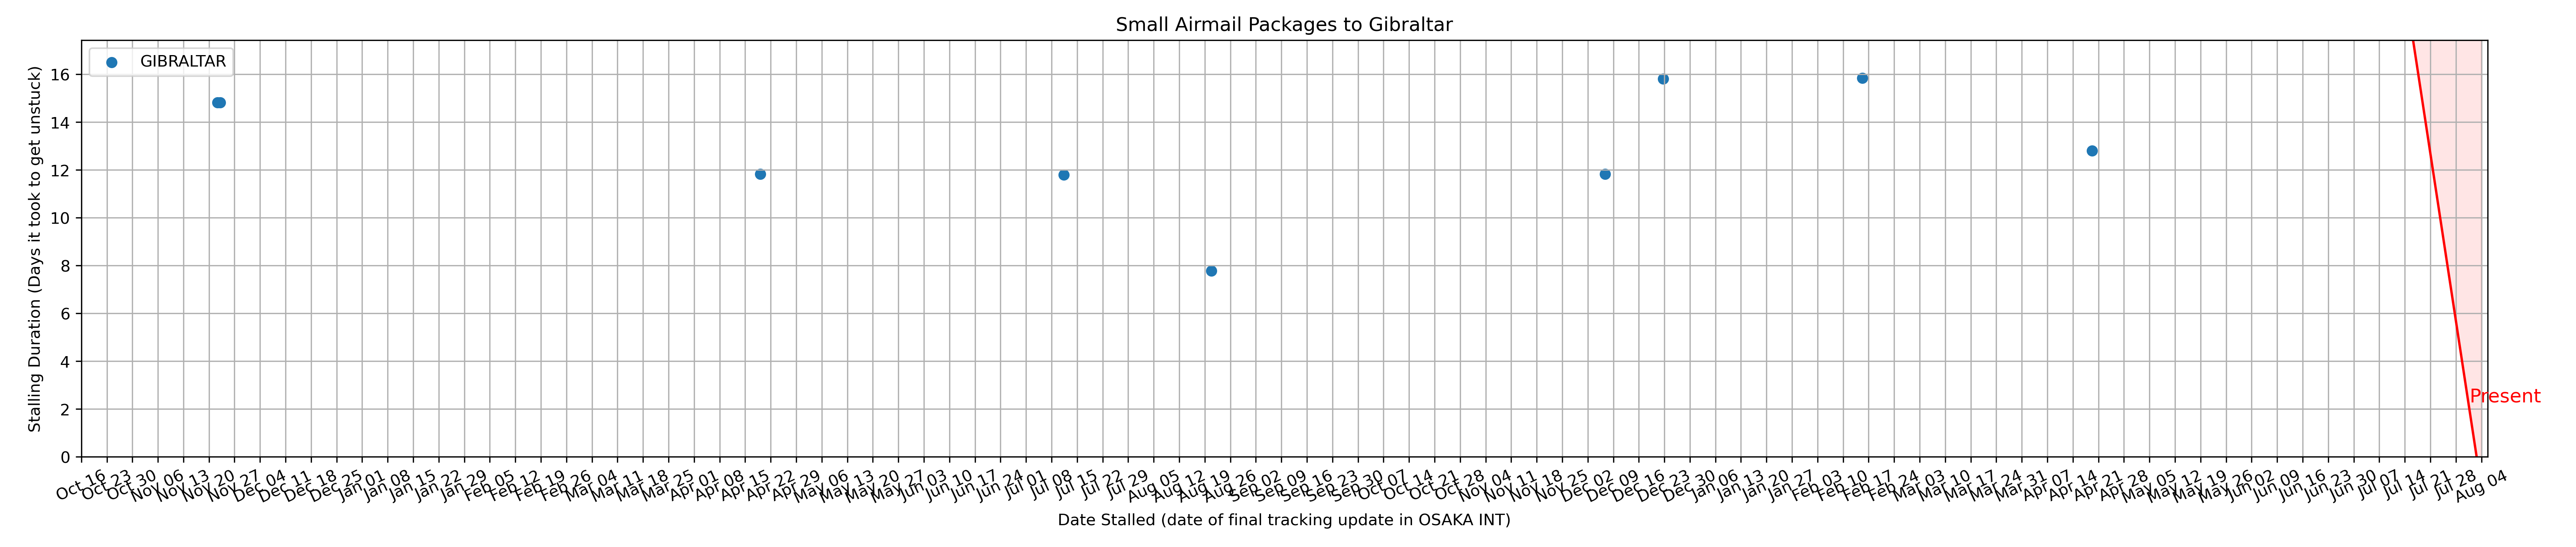 Small Airmail Packages to Gibraltar
GIBRALTAR
Stalling Duration (Days it took to get unstuck)
16
14
12
10
8
6
4
2
0
Present
Oct 16 Oct 23 Oct 30 Nov 06 Nov 13 Nov 20 Nov 27 Dec 04 Dec 11 Dec 18 Dec 25 Jan 01 Jan 08 Jan 15 Jan 22 Jan 29 Feb 05 Feb 12 Feb 19 Feb 26 Mar 04 Mar 11 Mar 18 Mar 25 Apr 01 Apr 08 Apr 15 Apr 22 Apr 29 May 06 May 13 May 20 May 27 Jun 03 Jun 10 Jun 17 Jun 24 Jul 01 Jul 08 Jul 15 Jul 22 Jul 29 Aug 05 Aug 12 Aug 19 Aug 26 Sep 02 Sep 09 Sep 16 Sep 23 Sep 30 Oct 07 Oct 14 Oct 21 Oct 28 Nov 04 Nov 11 Nov 18 Nov 25 Dec 02 Dec 09 Dec 16 Dec 23 Dec 30 Jan 06 Jan 13 Jan 20 Jan 27 Feb 03 Feb 10 Feb 17 Feb 24 Mar 03 Mar 10 Mar 17 Mar 24 Mar 31 Apr 07 Apr 14 Apr 21 Apr 28 May 05 May 12 May 19 May 26 Jun 02 Jun 09 Jun 16 Jun 23 Jun 30 Jul 07 Jul 14 Jul 21 Jul 28 Aug 04
Date Stalled (date of final tracking update in OSAKA INT)